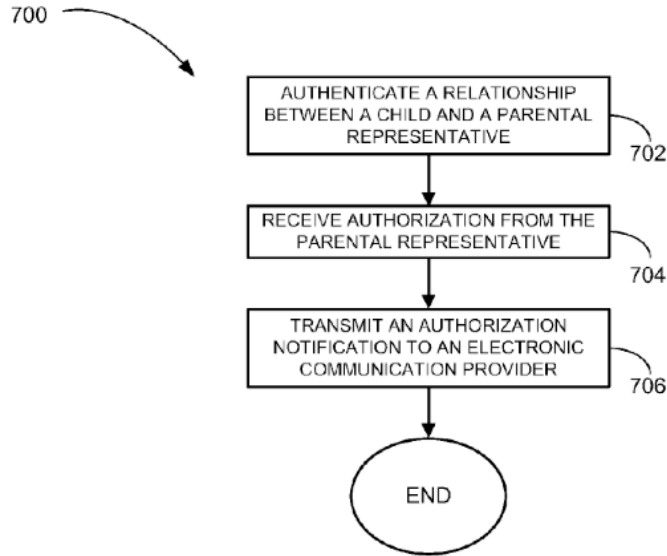 700
AUTHENTICATE A RELATIONSHIP
BETWEEN A CHILD AND A PARENTAL
REPRESENTATIVE
702
RECEIVE AUTHORIZATION FROM THE
PARENTAL REPRESENTATIVE
704
TRANSMIT AN AUTHORIZATION
NOTIFICATION TO AN ELECTRONIC
COMMUNICATION PROVIDER
706
END